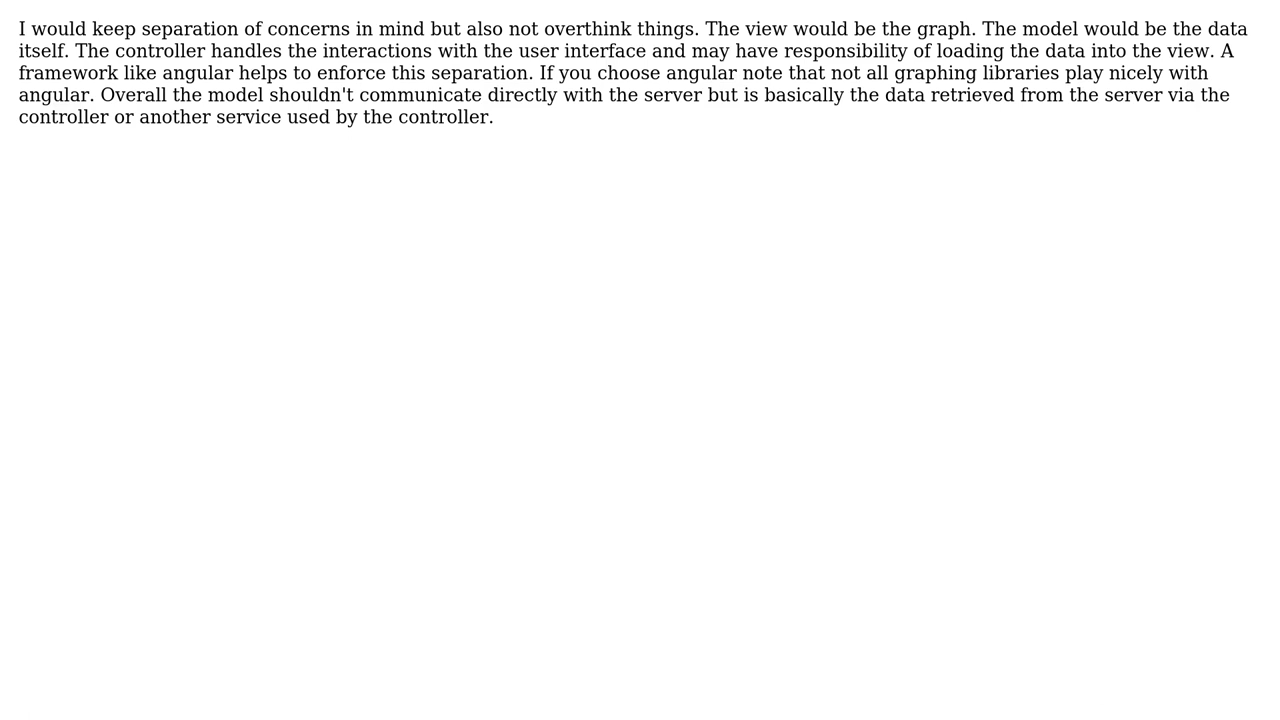 I would keep separation of concerns in mind but also not overthink things. The view would be the graph. The model would be the data
itself. The controller handles the interactions with the user interface and may have responsibility of loading the data into the view. A
framework like angular helps to enforce this separation. If you choose angular note that not all graphing libraries play nicely with
angular. Overall the model shouldn't communicate directly with the server but is basically the data retrieved from the server via the
controller or another service used by the controller.